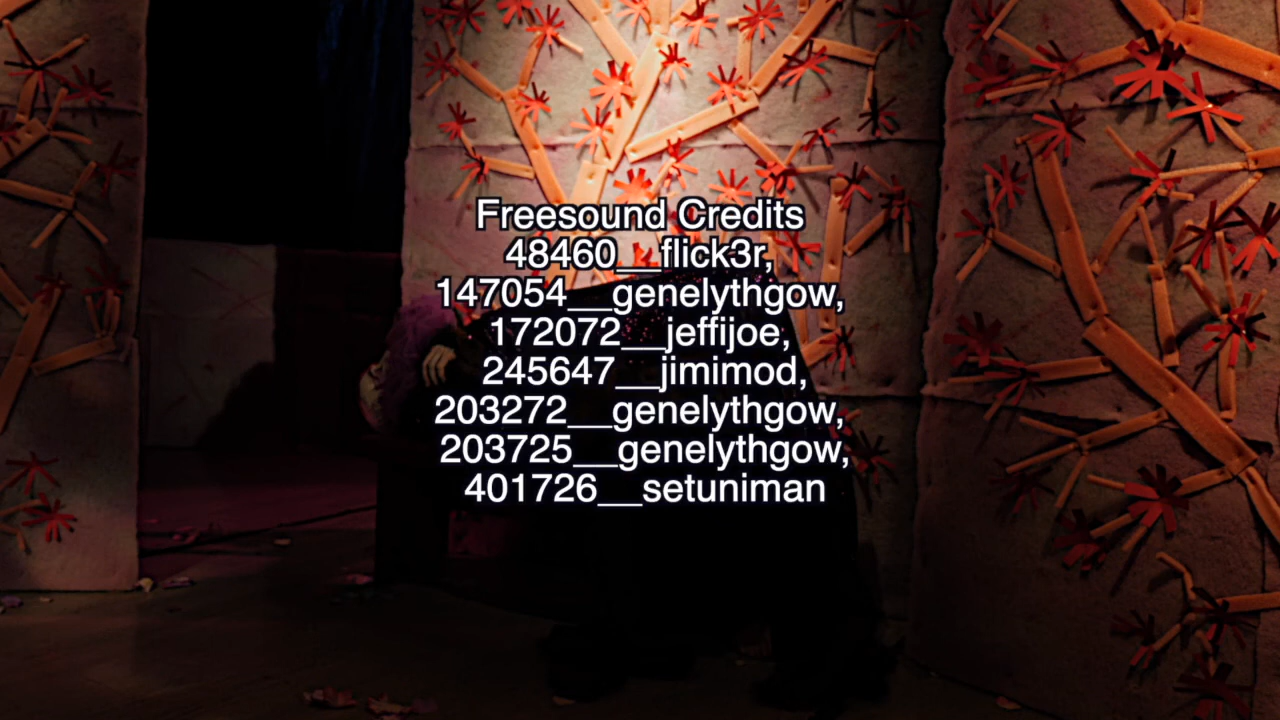 Freesound Credits
48460__flick3r,
147054__genelythgow,
172072__jeffijoe,
245647__jimimod,
203272__genelythgow,
203725__genelythgow,
401726__setuniman